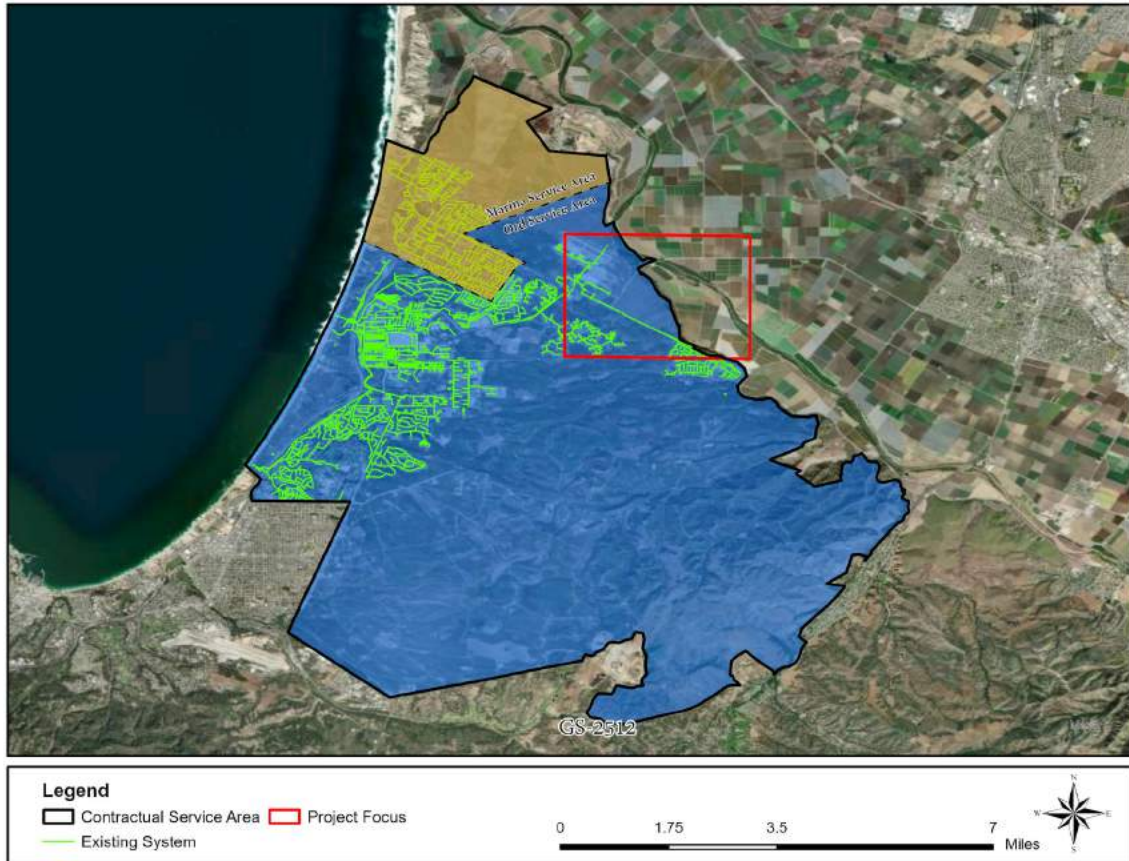 Marina Service Area
Ord Service Area
GS-2512
Legend
Contractual Service Area
Project Focus
Existing System
0 1.75 3.5 7
Miles
N
W E
S